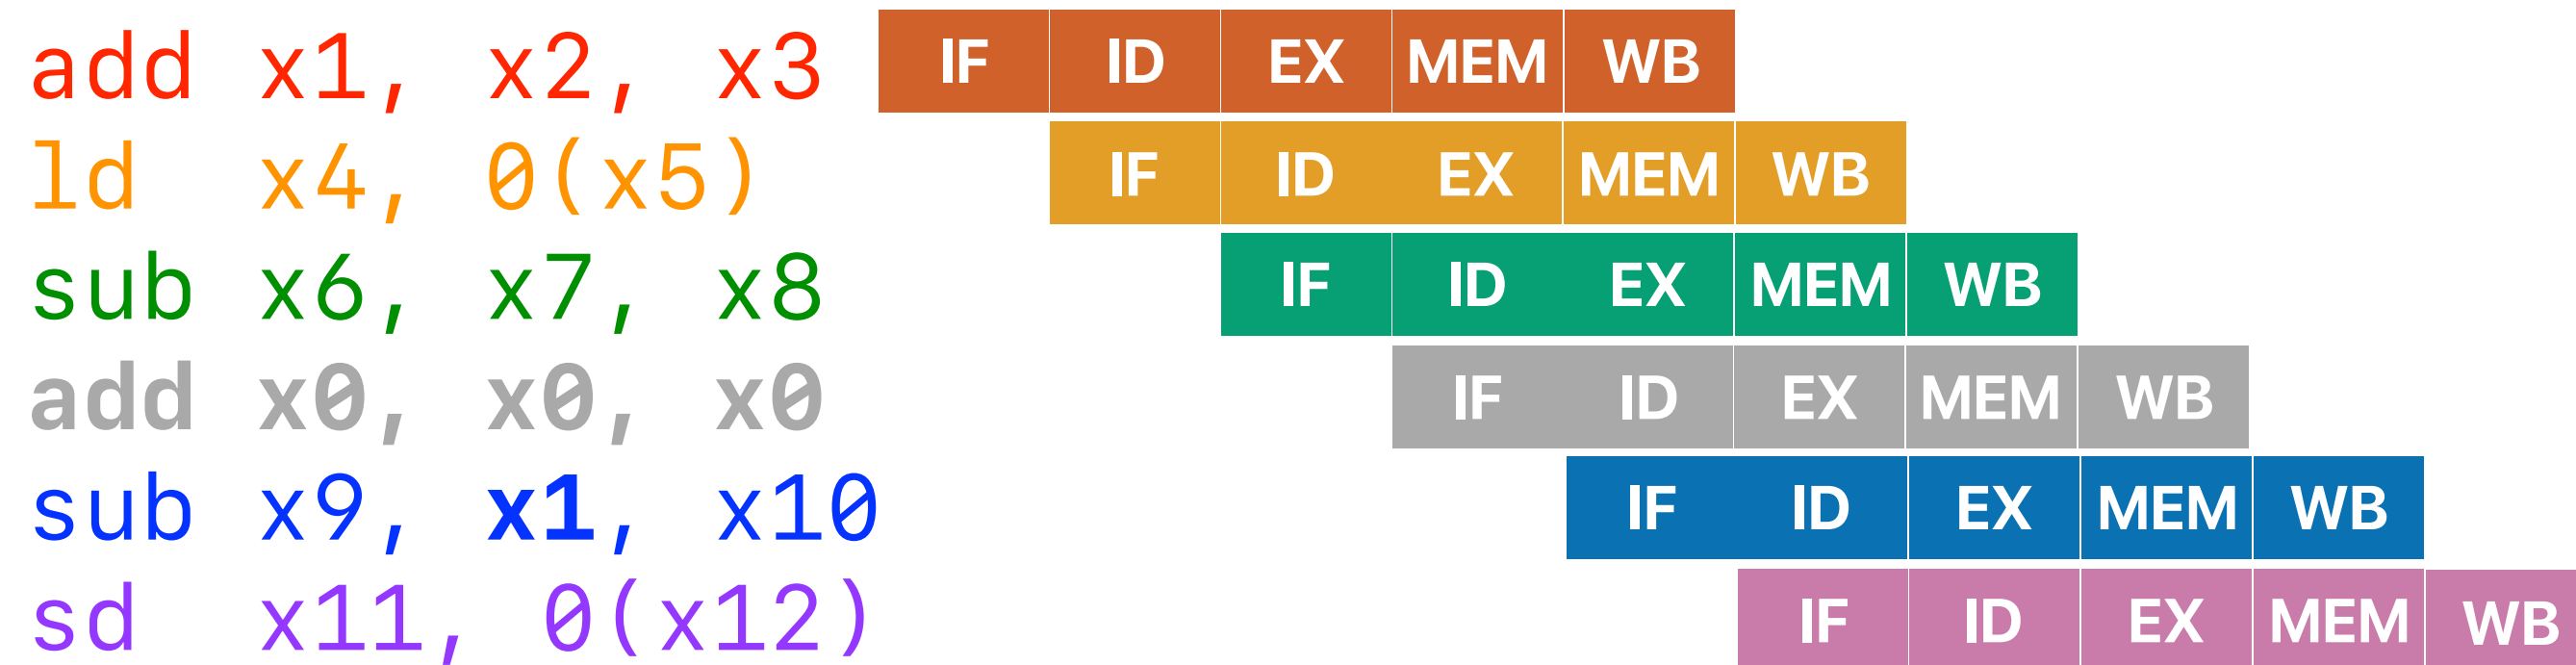 add x1, x2, x3 IF ID EX MEM WB
ld x4, 0(x5) IF ID EX MEM WB
sub x6, x7, x8 IF ID EX MEM WB
add x0, x0, x0 IF ID EX MEM WB
sub x9, x1, x10 IF ID EX MEM WB
sd x11, 0(x12) IF ID EX MEM WB